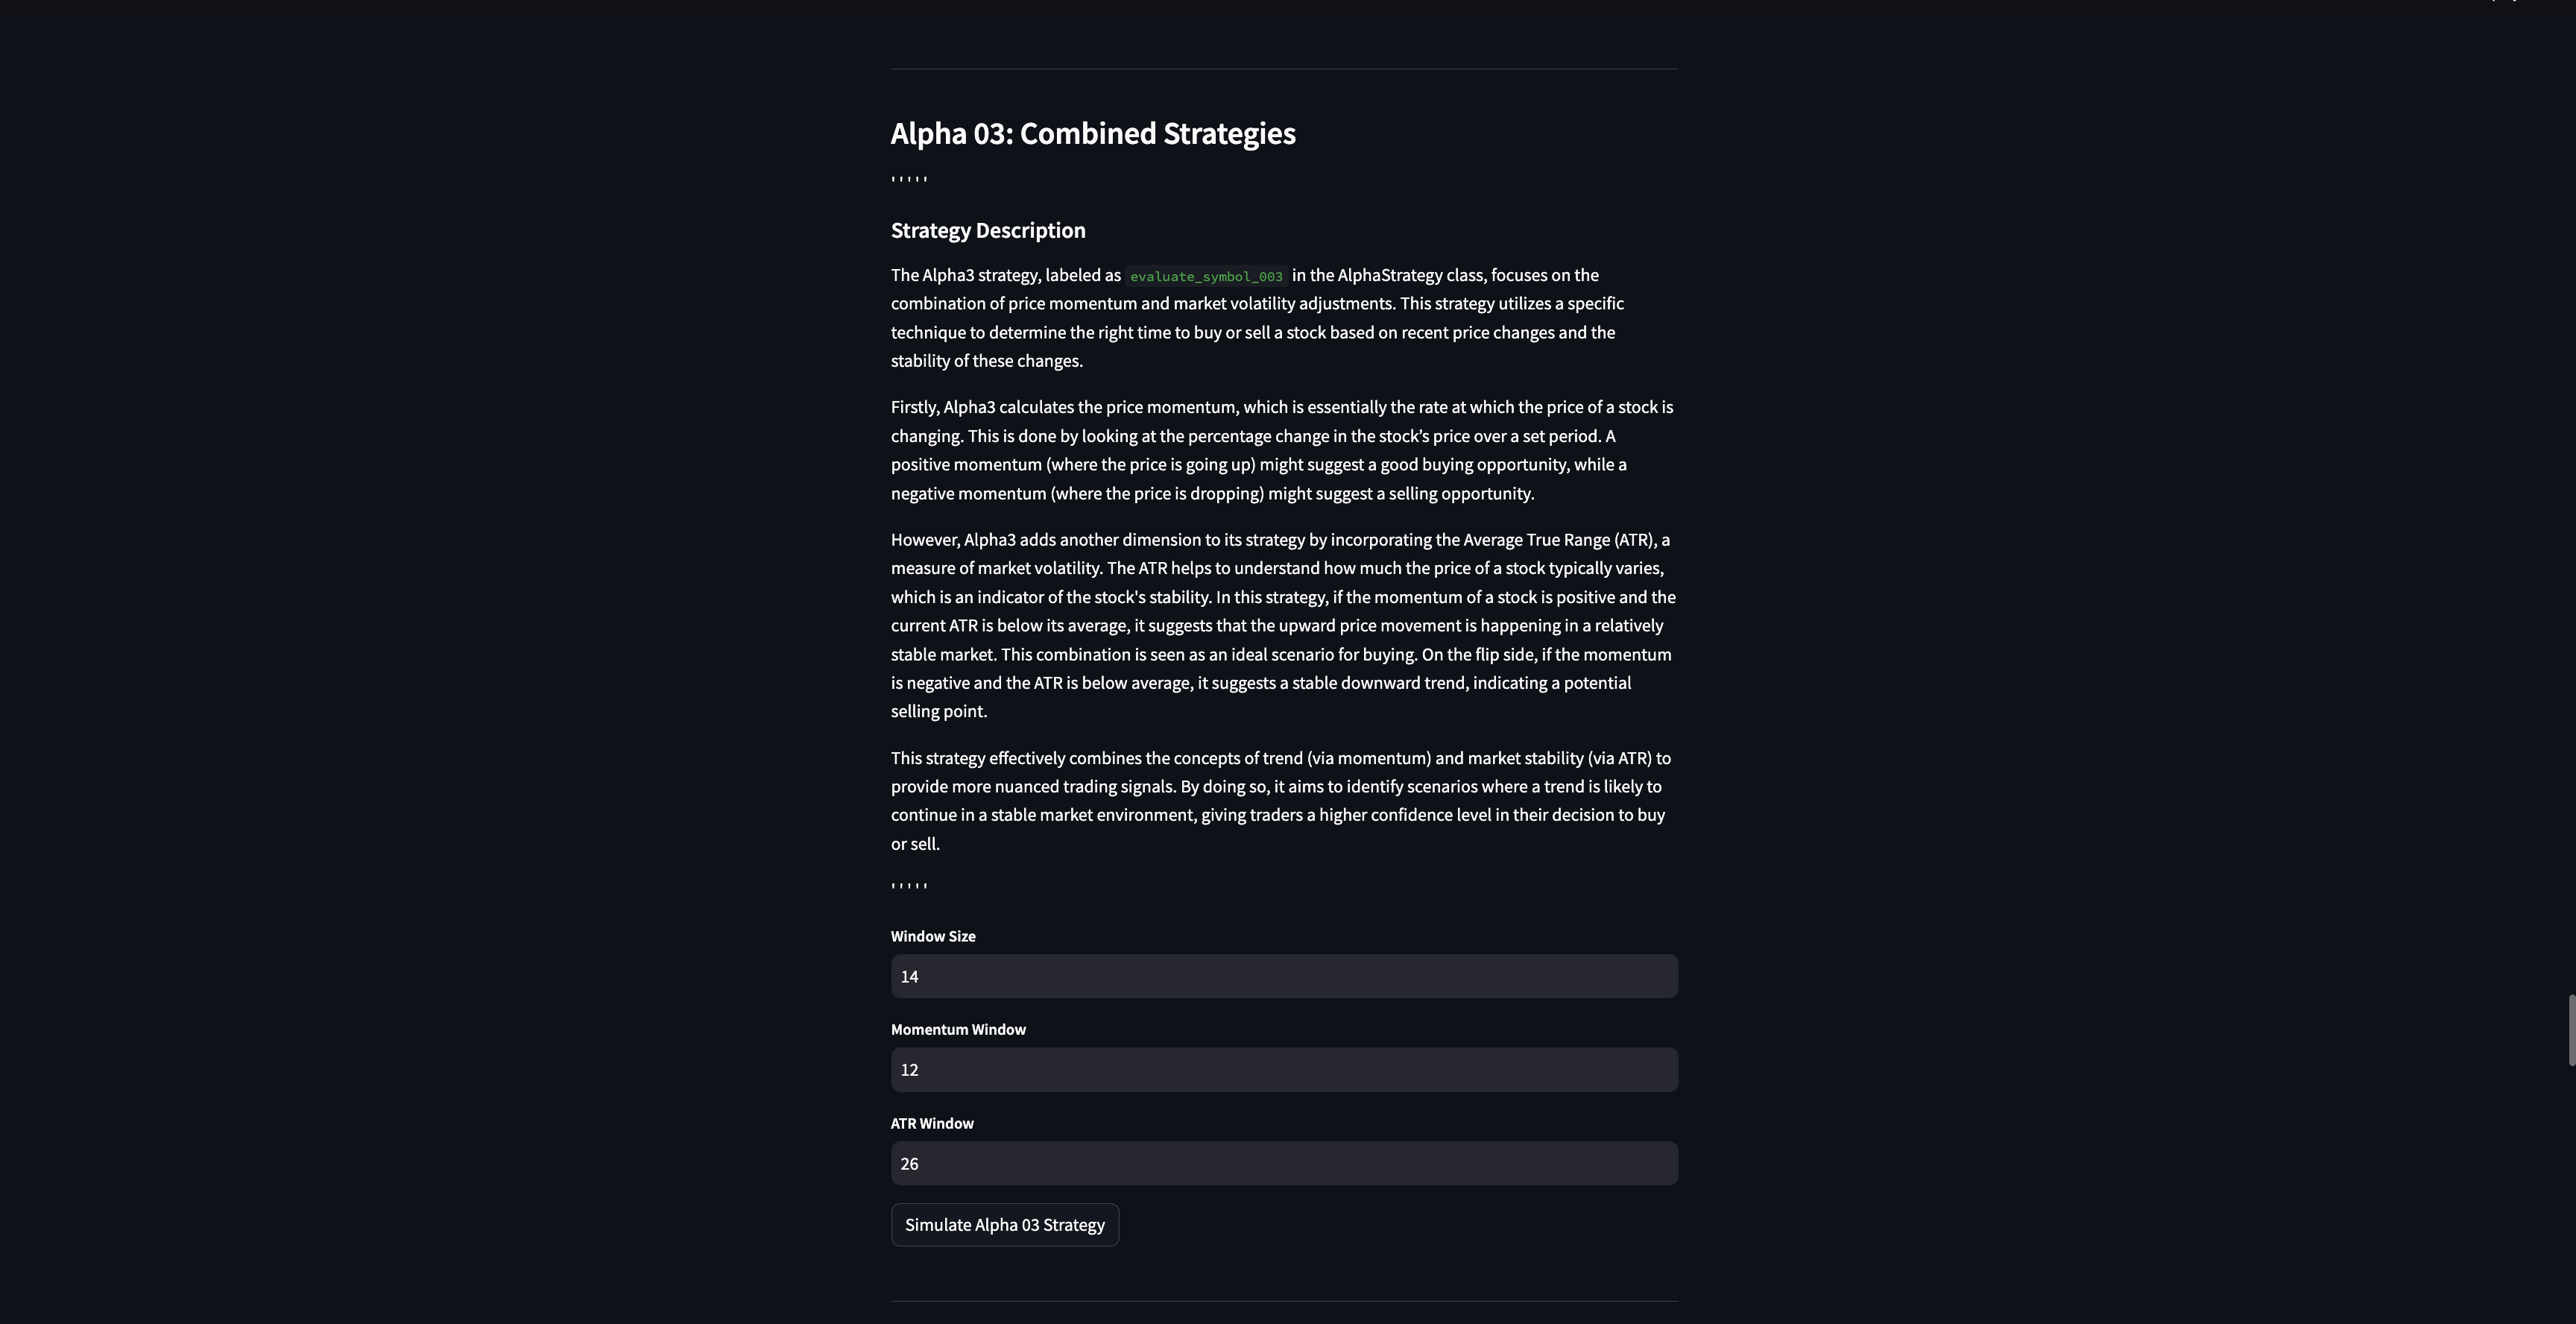 Alpha 03: Combined Strategies
'''''
Strategy Description
The Alpha3 strategy, labeled as evaluate_symbol_003 in the AlphaStrategy class, focuses on the
combination of price momentum and market volatility adjustments. This strategy utilizes a specific
technique to determine the right time to buy or sell a stock based on recent price changes and the
stability of these changes.
Firstly, Alpha3 calculates the price momentum, which is essentially the rate at which the price of a stock is
changing. This is done by looking at the percentage change in the stock’s price over a set period. A
positive momentum (where the price is going up) might suggest a good buying opportunity, while a
negative momentum (where the price is dropping) might suggest a selling opportunity.
However, Alpha3 adds another dimension to its strategy by incorporating the Average True Range (ATR), a
measure of market volatility. The ATR helps to understand how much the price of a stock typically varies,
which is an indicator of the stock's stability. In this strategy, if the momentum of a stock is positive and the
current ATR is below its average, it suggests that the upward price movement is happening in a relatively
stable market. This combination is seen as an ideal scenario for buying. On the flip side, if the momentum
is negative and the ATR is below average, it suggests a stable downward trend, indicating a potential
selling point.
This strategy effectively combines the concepts of trend (via momentum) and market stability (via ATR) to
provide more nuanced trading signals. By doing so, it aims to identify scenarios where a trend is likely to
continue in a stable market environment, giving traders a higher confidence level in their decision to buy
or sell.
'''''
Window Size
14
Momentum Window
12
ATR Window
26
Simulate Alpha 03 Strategy